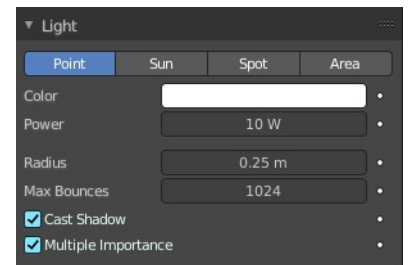 Light
Point Sun Spot Area
Color
Power 10 W
Radius 0.25 m
Max Bounces 1024
Cast Shadow
Multiple Importance